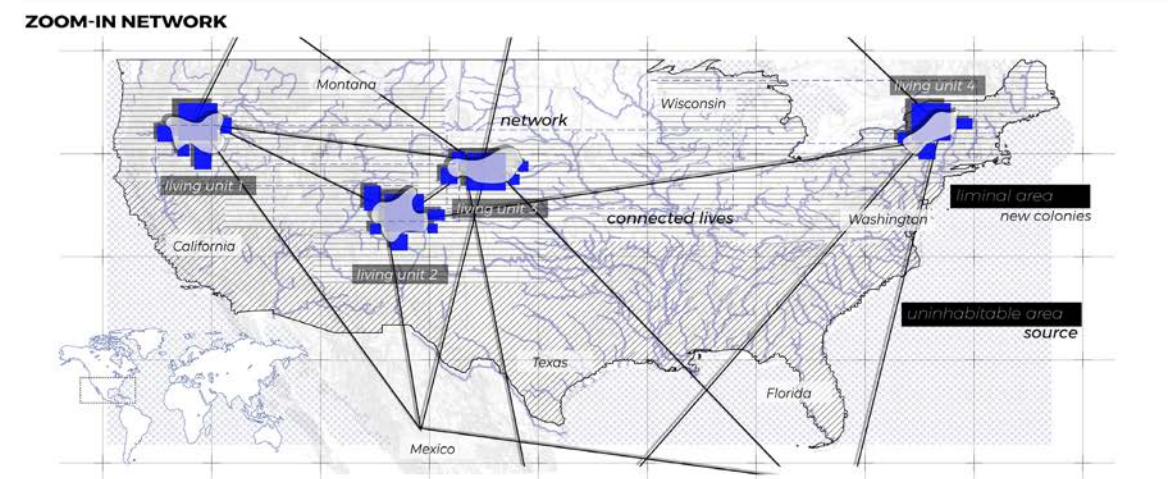 ZOOM-IN NETWORK
Montana
living unit 4
Wisconsin
network
living unit 1
liminal area
living unit 3
new colonies
connected lives
Washington
California
living unit 2
uninhabitable area
source
Texas
Florida
Mexico